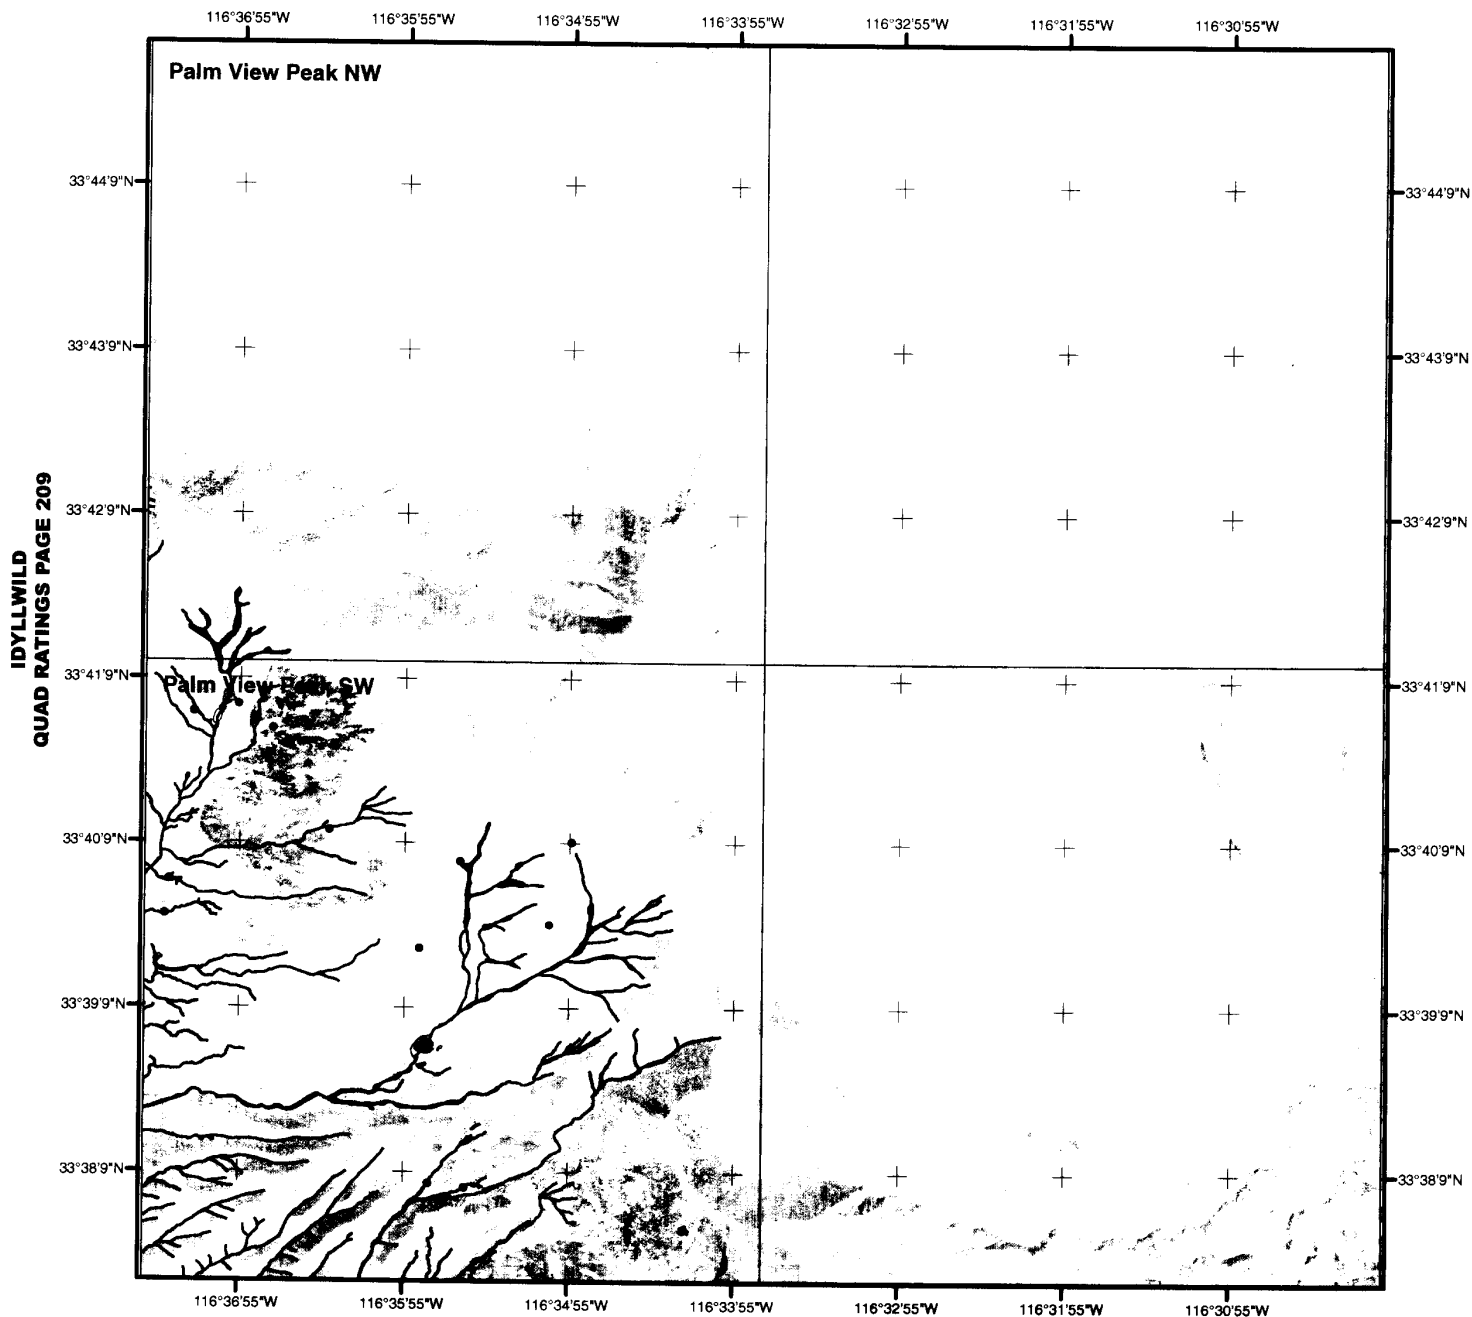 116°36'55"W 116°35'55"W 116°34'55"W 116°33'55"W 116°32'55"W 116°31'55"W 116°30'55"W
Palm View Peak NW
33°44'9"N 33°44'9"N
33°43'9"N 33°43'9"N
33°42'9"N 33°42'9"N
IDYLLWILD
QUAD RATINGS PAGE 209
33°41'9"N 33°41'9"N
Palm View Peak SW
33°40'9"N 33°40'9"N
33°39'9"N 33°39'9"N
33°38'9"N 33°38'9"N
116°36'55"W 116°35'55"W 116°34'55"W 116°33'55"W 116°32'55"W 116°31'55"W 116°30'55"W